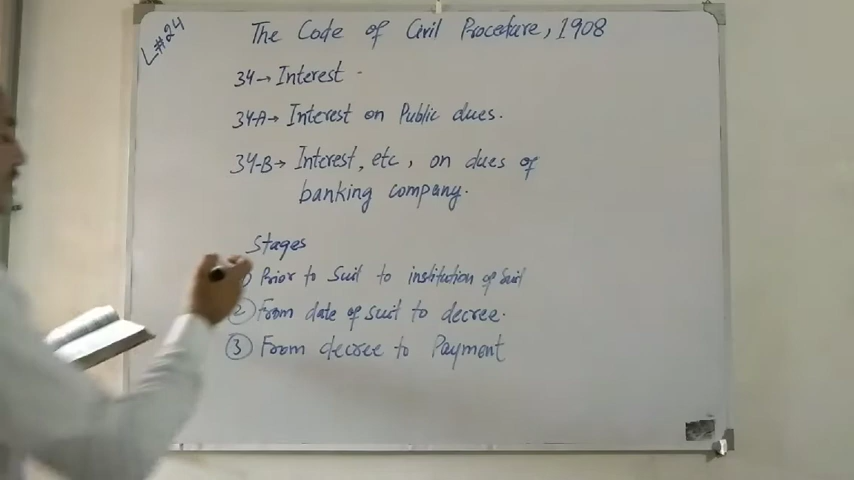 L#24
The Code of Civil Procedure, 1908
34→ Interest -
34-A→ Interest on Public dues.
34-B→ Interest, etc, on dues of
banking company.
Stages
Prior to suit to institution of suit
② From date of suit to decree.
③ From decree to Payment